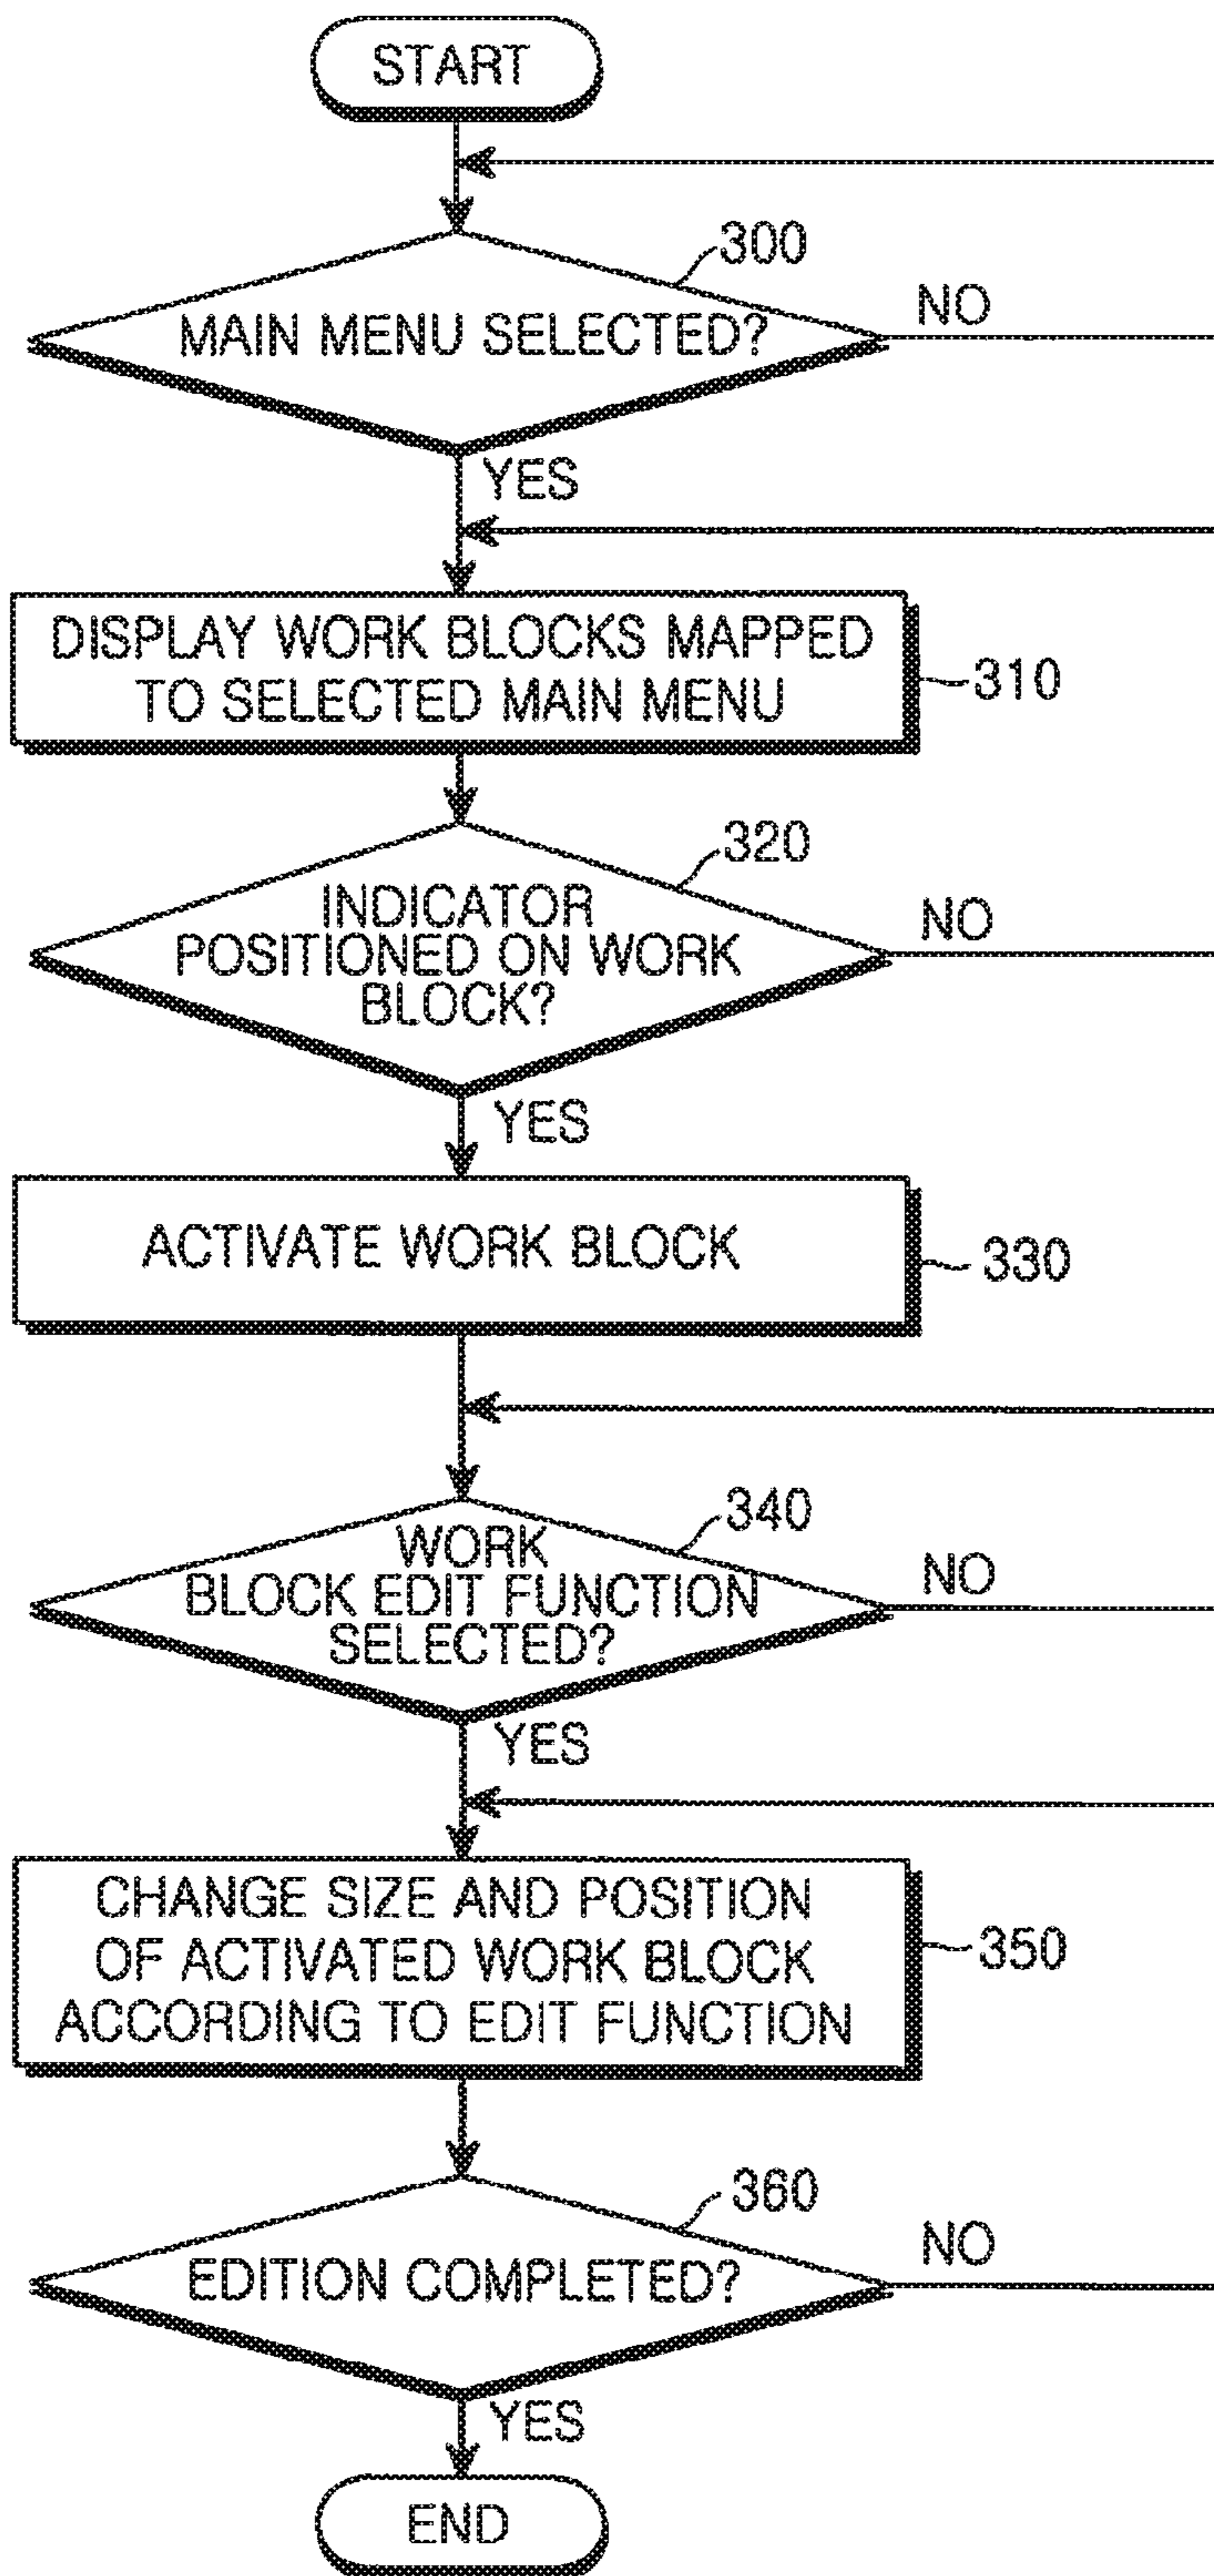 START
300
MAIN MENU SELECTED?
NO
YES
DISPLAY WORK BLOCKS MAPPED
TO SELECTED MAIN MENU
310
320
INDICATOR
POSITIONED ON WORK
BLOCK?
NO
YES
ACTIVATE WORK BLOCK
330
340
WORK
BLOCK EDIT FUNCTION
SELECTED?
NO
YES
CHANGE SIZE AND POSITION
OF ACTIVATED WORK BLOCK
ACCORDING TO EDIT FUNCTION
350
360
EDITION COMPLETED?
NO
YES
END